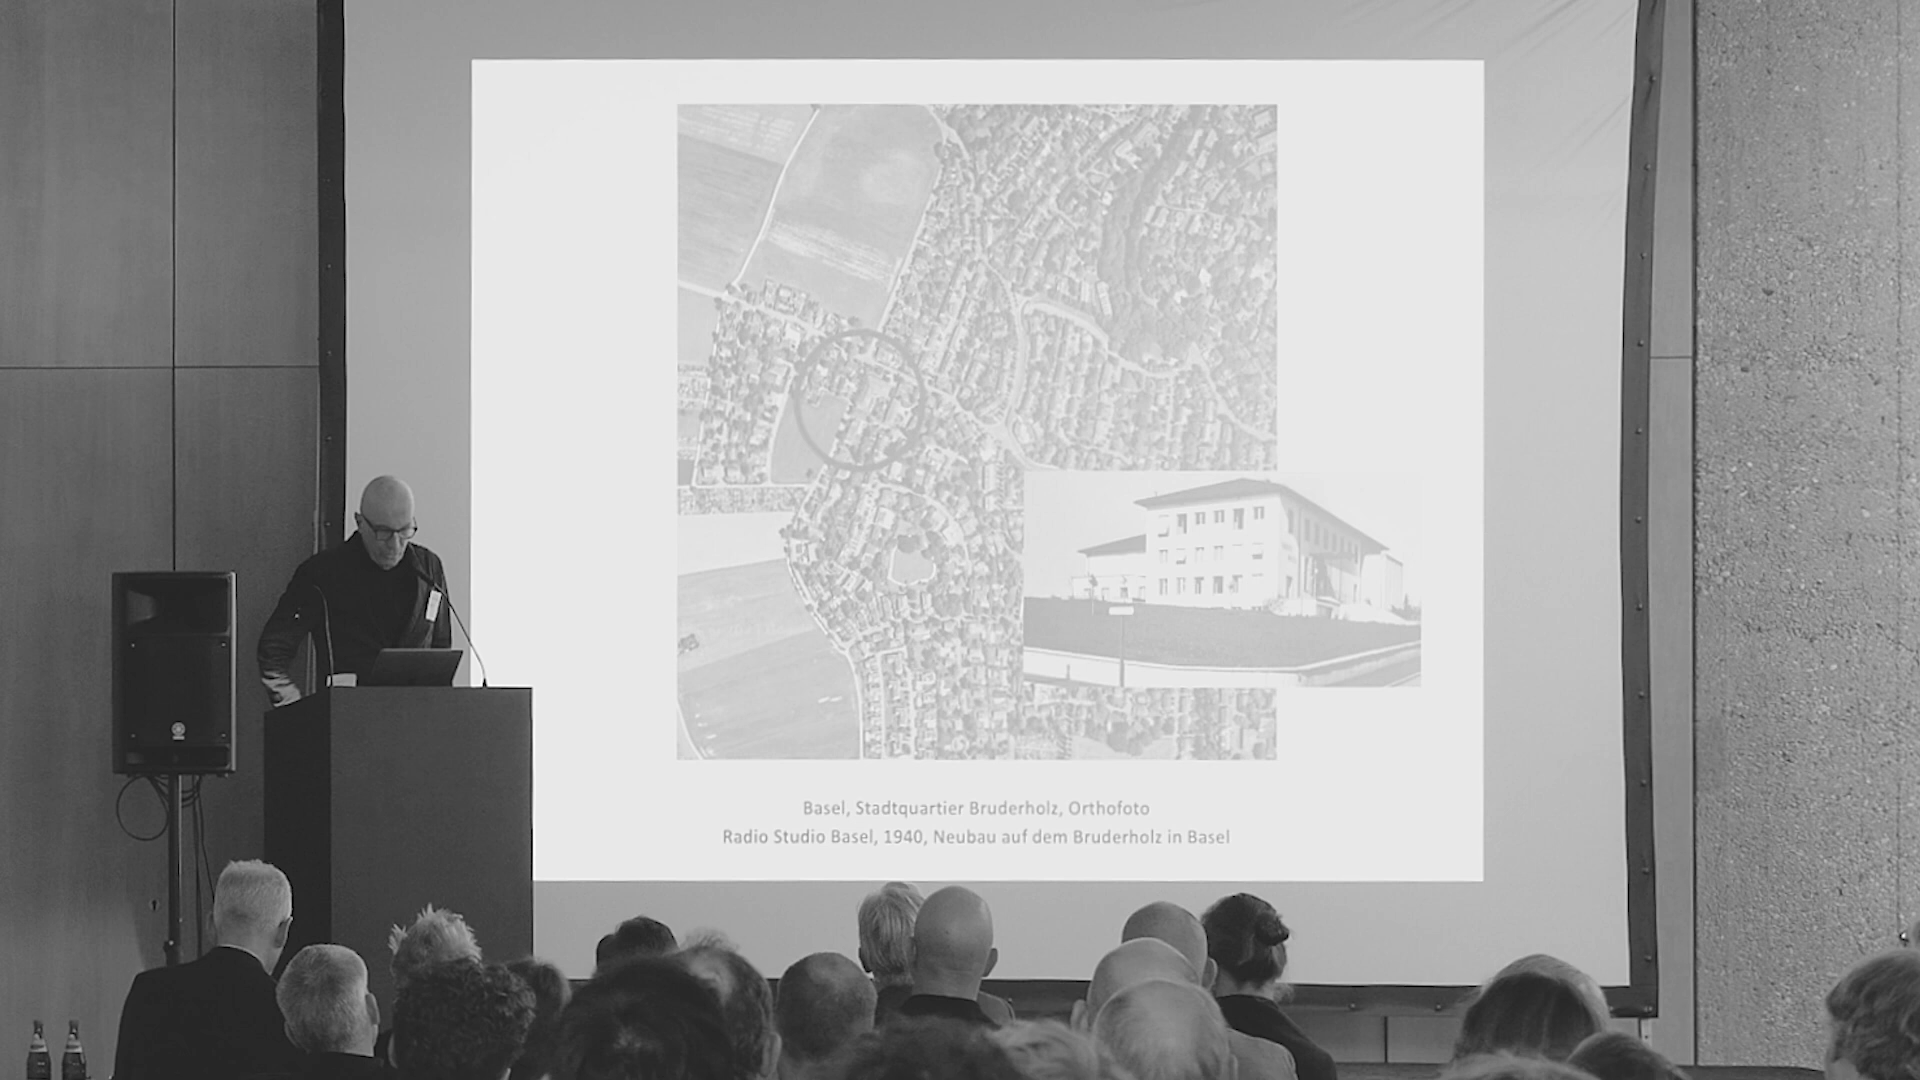 Basel, Stadtquartier Bruderholz, Orthofoto
Radio Studio Basel, 1940, Neubau auf dem Bruderholz in Basel